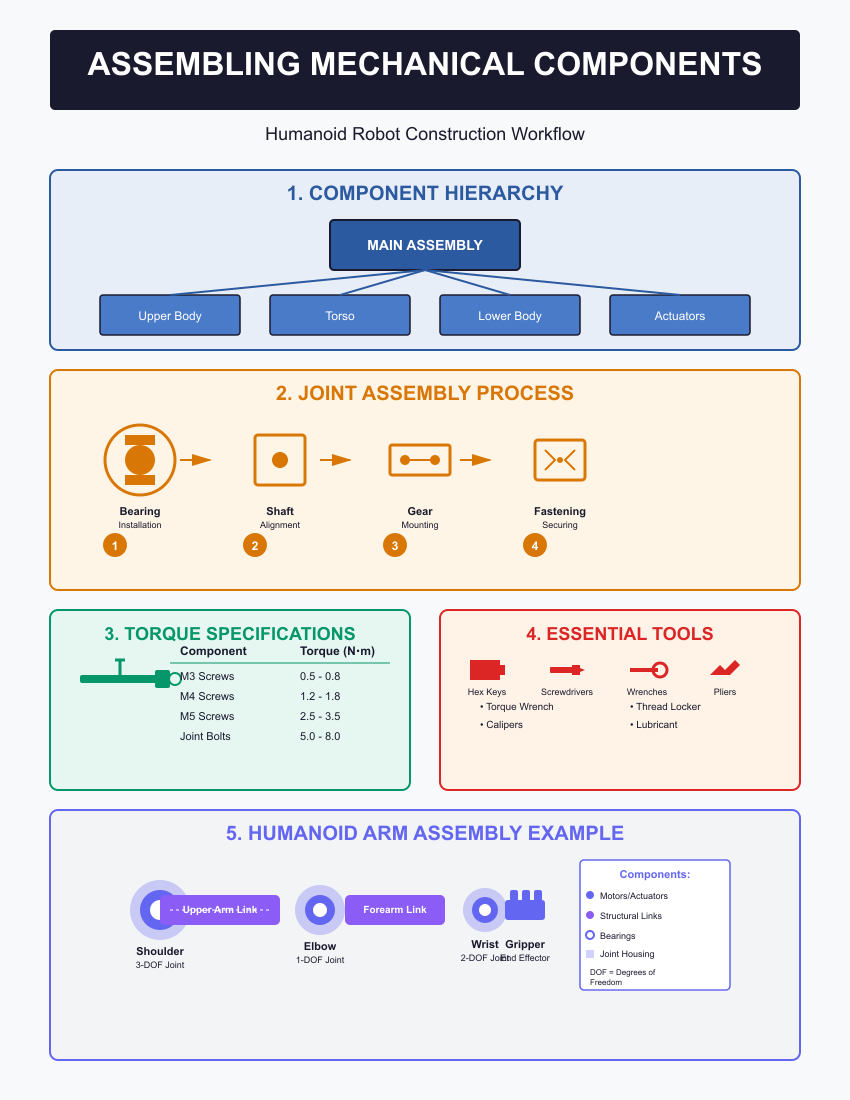 ASSEMBLING MECHANICAL COMPONENTS
Humanoid Robot Construction Workflow
1. COMPONENT HIERARCHY
MAIN ASSEMBLY
Upper Body
Torso
Lower Body
Actuators
2. JOINT ASSEMBLY PROCESS
Bearing
Installation
1
Shaft
Alignment
2
Gear
Mounting
3
Fastening
Securing
4
3. TORQUE SPECIFICATIONS
Component Torque (N·m)
M3 Screws 0.5 - 0.8
M4 Screws 1.2 - 1.8
M5 Screws 2.5 - 3.5
Joint Bolts 5.0 - 8.0
4. ESSENTIAL TOOLS
Hex Keys
Screwdrivers
Wrenches
Pliers
• Torque Wrench
• Calipers
• Thread Locker
• Lubricant
5. HUMANOID ARM ASSEMBLY EXAMPLE
Upper Arm Link
Forearm Link
Shoulder
3-DOF Joint
Elbow
1-DOF Joint
Wrist
2-DOF Joint
Gripper
End Effector
Components:
Motors/Actuators
Structural Links
Bearings
Joint Housing
DOF = Degrees of
Freedom